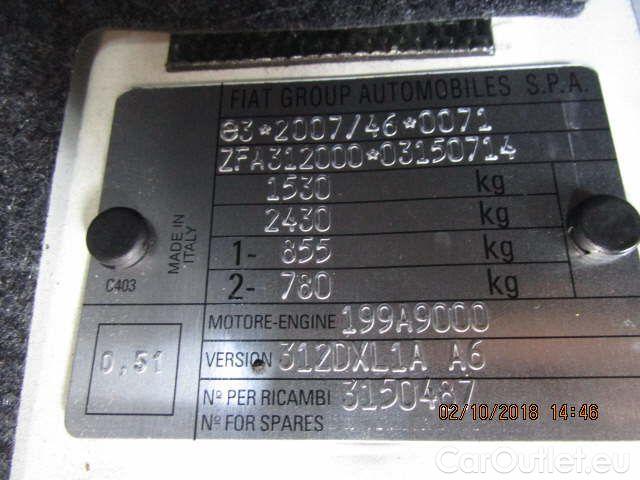 FIAT GROUP AUTOMOBILES S.P.A.
e3*2007/46*0071
ZFA312000*03150714
1530 kg
2430 kg
1- 855 kg
2- 780 kg
MADE IN
ITALY
C403
MOTORE-ENGINE 199A9000
VERSION 312DXL1A A6
0,51
Nº PER RICAMBI 3150487
Nº FOR SPARES
02/10/2018 14:46
CarOutlet.eu